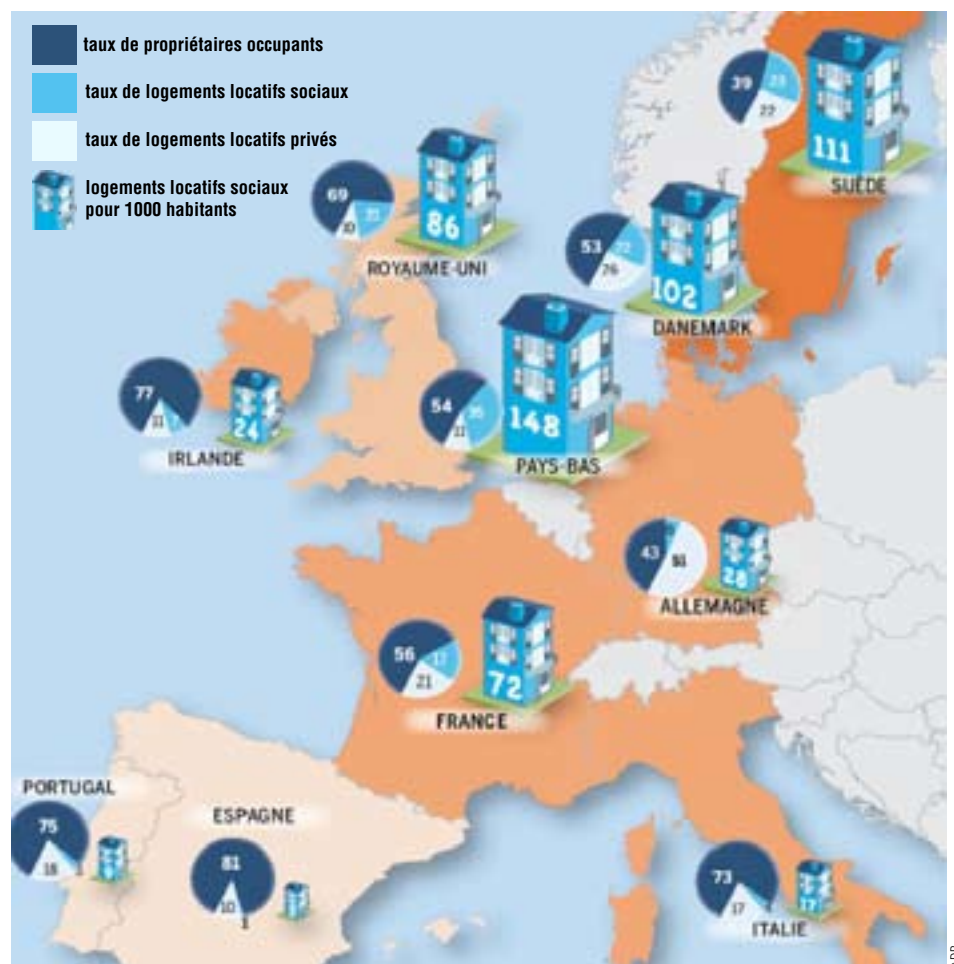 taux de propriétaires occupants
taux de logements locatifs sociaux
taux de logements locatifs privés
logements locatifs sociaux
pour 1000 habitants
39
22
111
SUÈDE
69
86
ROYAUME-UNI
53
102
DANEMARK
77
11
24
IRLANDE
54
148
PAYS-BAS
43
28
ALLEMAGNE
56
17
21
72
FRANCE
PORTUGAL
75
18
ESPAGNE
81
10
1
73
17
17
ITALIE